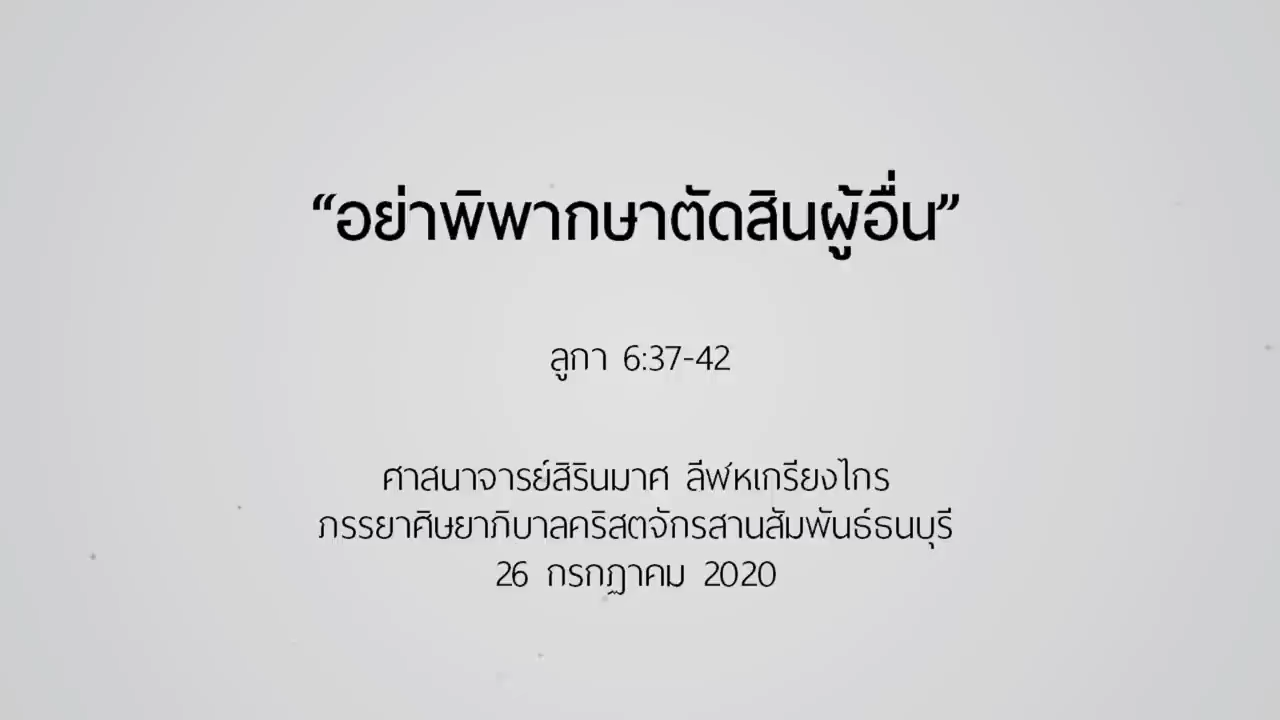 “อย่าพิพากษาตัดสินผู้อื่น”
ลูกา 6:37-42
ศาสนาจารย์สิรินมาศ ลีฬหเกรียงไกร
ภรรยาศิษยาภิบาลคริสตจักรสานสัมพันธ์ธนบุรี
26 กรกฎาคม 2020